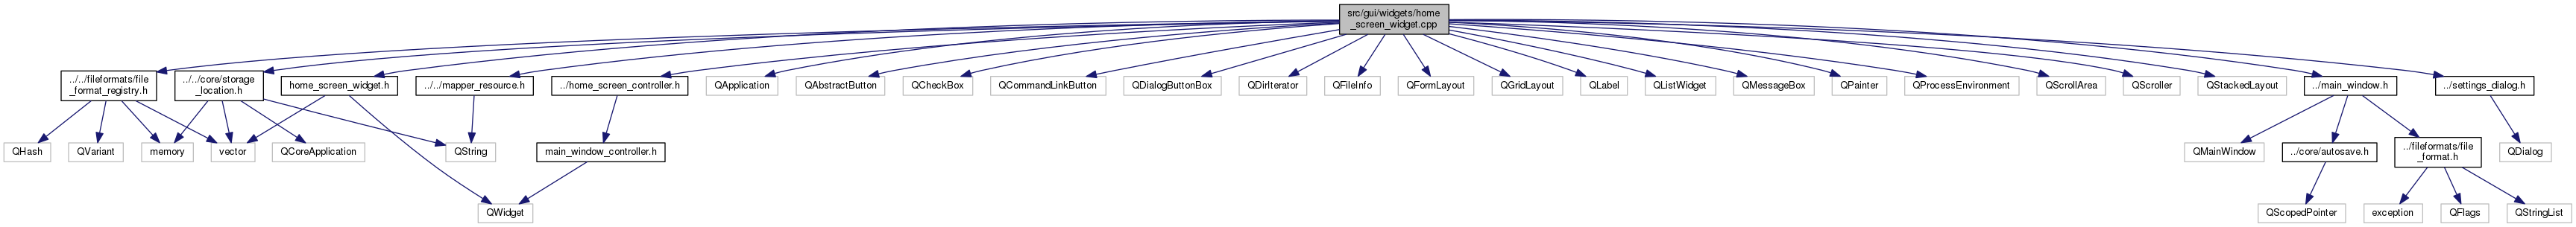 src/gui/widgets/home
_screen_widget.cpp
../../fileformats/file
_format_registry.h
../../core/storage
_location.h
home_screen_widget.h
../../mapper_resource.h
../home_screen_controller.h
QApplication
QAbstractButton
QCheckBox
QCommandLinkButton
QDialogButtonBox
QDirIterator
QFileInfo
QFormLayout
QGridLayout
QLabel
QListWidget
QMessageBox
QPainter
QProcessEnvironment
QScrollArea
QScroller
QStackedLayout
../main_window.h
../settings_dialog.h
QHash
QVariant
memory
vector
QCoreApplication
QString
main_window_controller.h
QMainWindow
../core/autosave.h
../fileformats/file
_format.h
QDialog
QWidget
QScopedPointer
exception
QFlags
QStringList